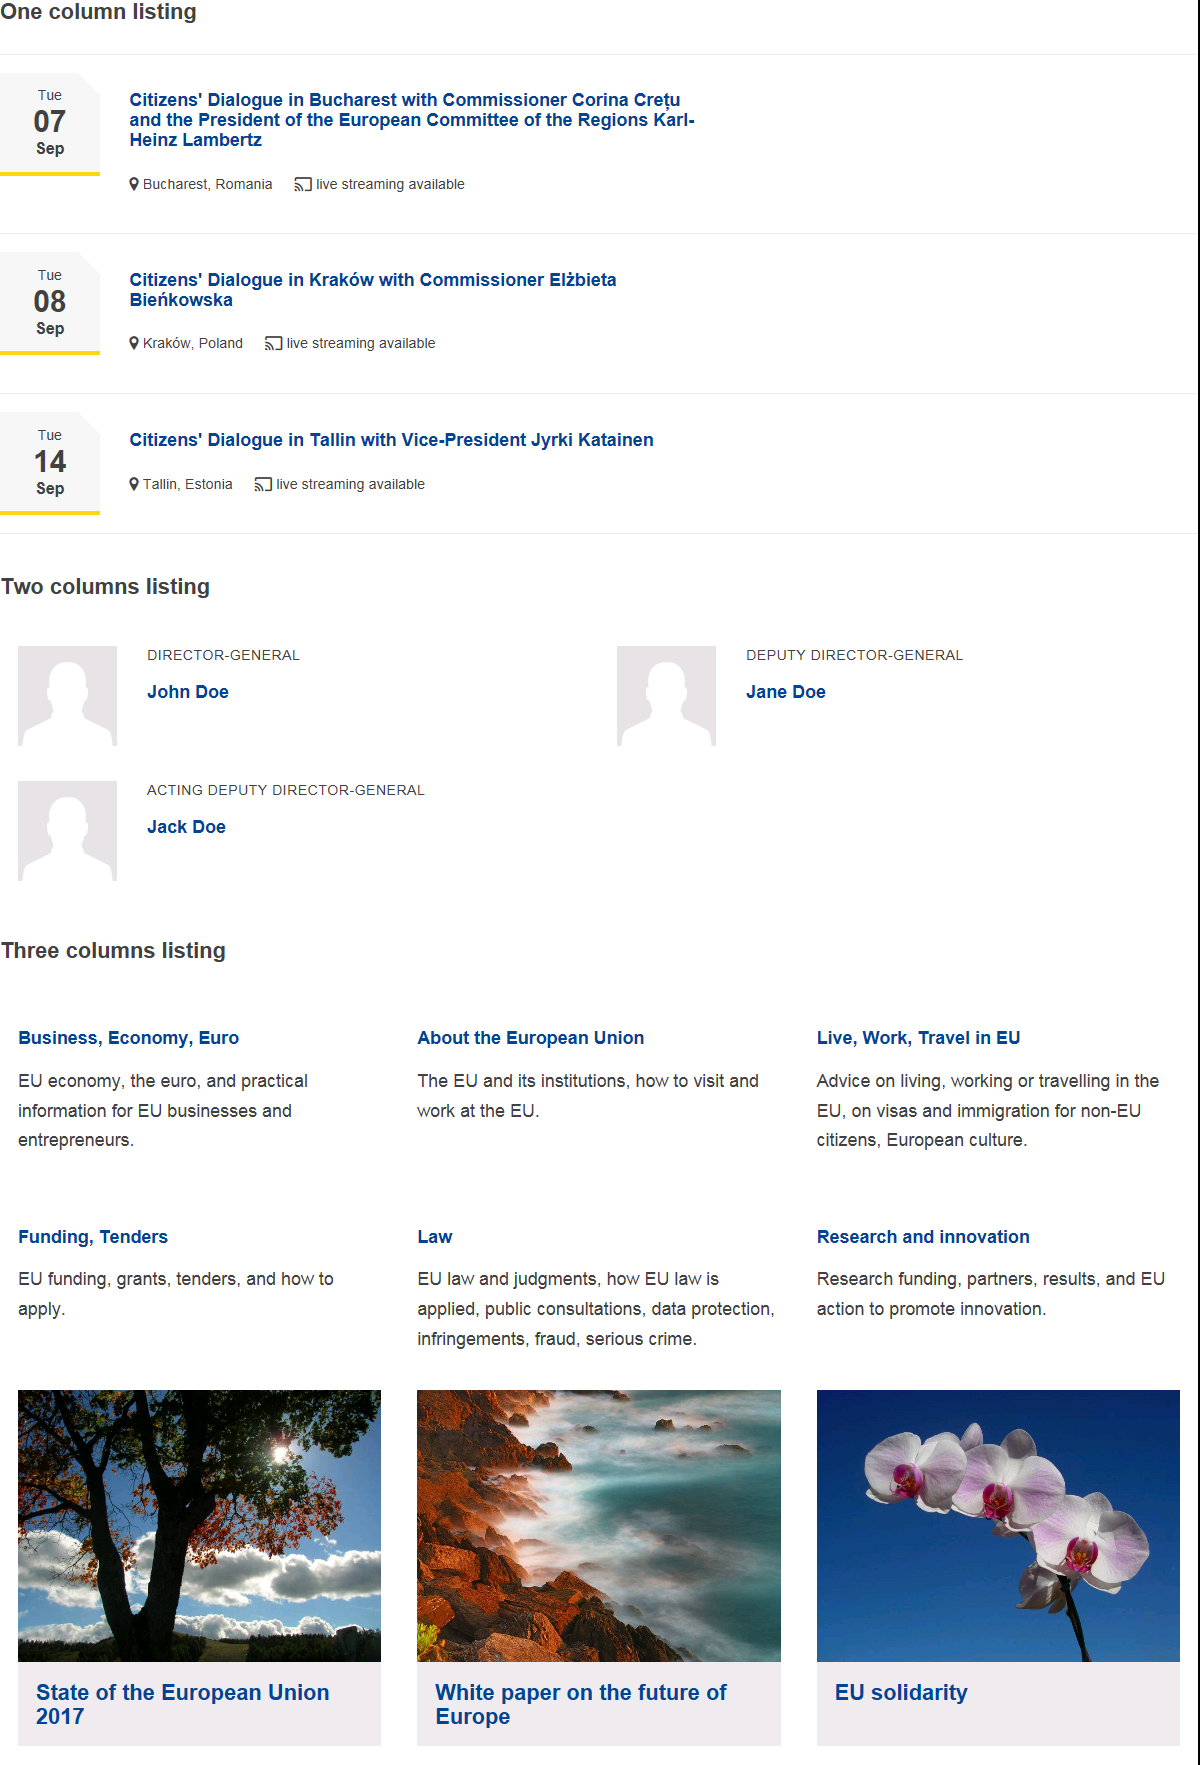 One column listing
Tue
07
Sep
Citizens' Dialogue in Bucharest with Commissioner Corina Crețu
and the President of the European Committee of the Regions Karl-
Heinz Lambertz
Bucharest, Romania live streaming available
Tue
08
Sep
Citizens' Dialogue in Kraków with Commissioner Elżbieta
Bieńkowska
Kraków, Poland live streaming available
Tue
14
Sep
Citizens' Dialogue in Tallin with Vice-President Jyrki Katainen
Tallin, Estonia live streaming available
Two columns listing
DIRECTOR-GENERAL
John Doe
DEPUTY DIRECTOR-GENERAL
Jane Doe
ACTING DEPUTY DIRECTOR-GENERAL
Jack Doe
Three columns listing
Business, Economy, Euro
EU economy, the euro, and practical
information for EU businesses and
entrepreneurs.
About the European Union
The EU and its institutions, how to visit and
work at the EU.
Live, Work, Travel in EU
Advice on living, working or travelling in the
EU, on visas and immigration for non-EU
citizens, European culture.
Funding, Tenders
EU funding, grants, tenders, and how to
apply.
Law
EU law and judgments, how EU law is
applied, public consultations, data protection,
infringements, fraud, serious crime.
Research and innovation
Research funding, partners, results, and EU
action to promote innovation.
State of the European Union
2017
White paper on the future of
Europe
EU solidarity